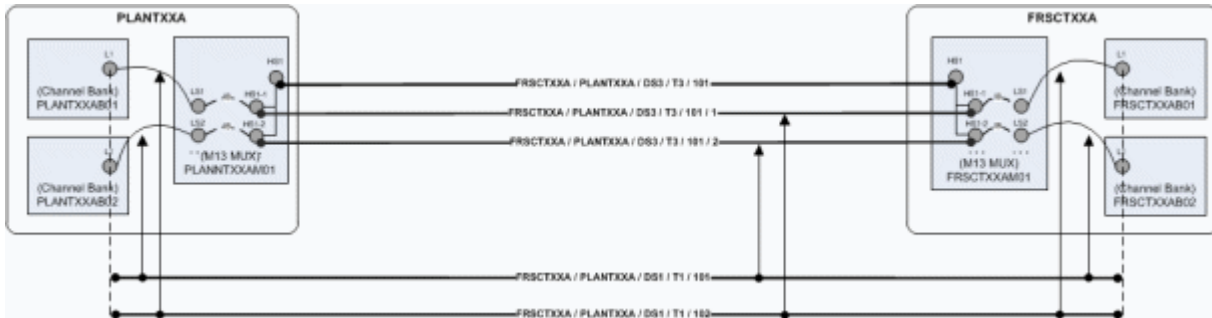 PLANTXXA
FRSCTXXA
L1
(Channel Bank)
PLANTXXAB01
HS1
LS1
HS1-1
LS2
HS1-2
(M13 MUX)
PLANNTXXAM01
(Channel Bank)
PLANTXXAB02
FRSCTXXA / PLANTXXA / DS3 / T3 / 101
FRSCTXXA / PLANTXXA / DS3 / T3 / 101 / 1
FRSCTXXA / PLANTXXA / DS3 / T3 / 101 / 2
HS1
HS1-1
LS1
HS1-2
LS2
(M13 MUX)
FRSCTXXAM01
L1
(Channel Bank)
FRSCTXXAB01
(Channel Bank)
FRSCTXXAB02
FRSCTXXA / PLANTXXA / DS1 / T1 / 101
FRSCTXXA / PLANTXXA / DS1 / T1 / 102